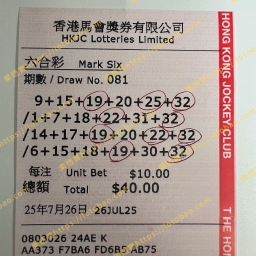 香港馬會獎券有限公司
HKJC Lotteries Limited
六合彩 Mark Six
期數 / Draw No. 081
9+15+19+20+25+32
/1+7+18+22+31+32
/14+17+19+20+22+32
/6+15+18+19+30+32
每注 Unit Bet $10.00
總額 Total $40.00
25年7月26日 26JUL25
0803026 24AE K
AA373 F7BA6 FD6B5 AB75
HONG KONG JOCKEY CLUB
THE HON